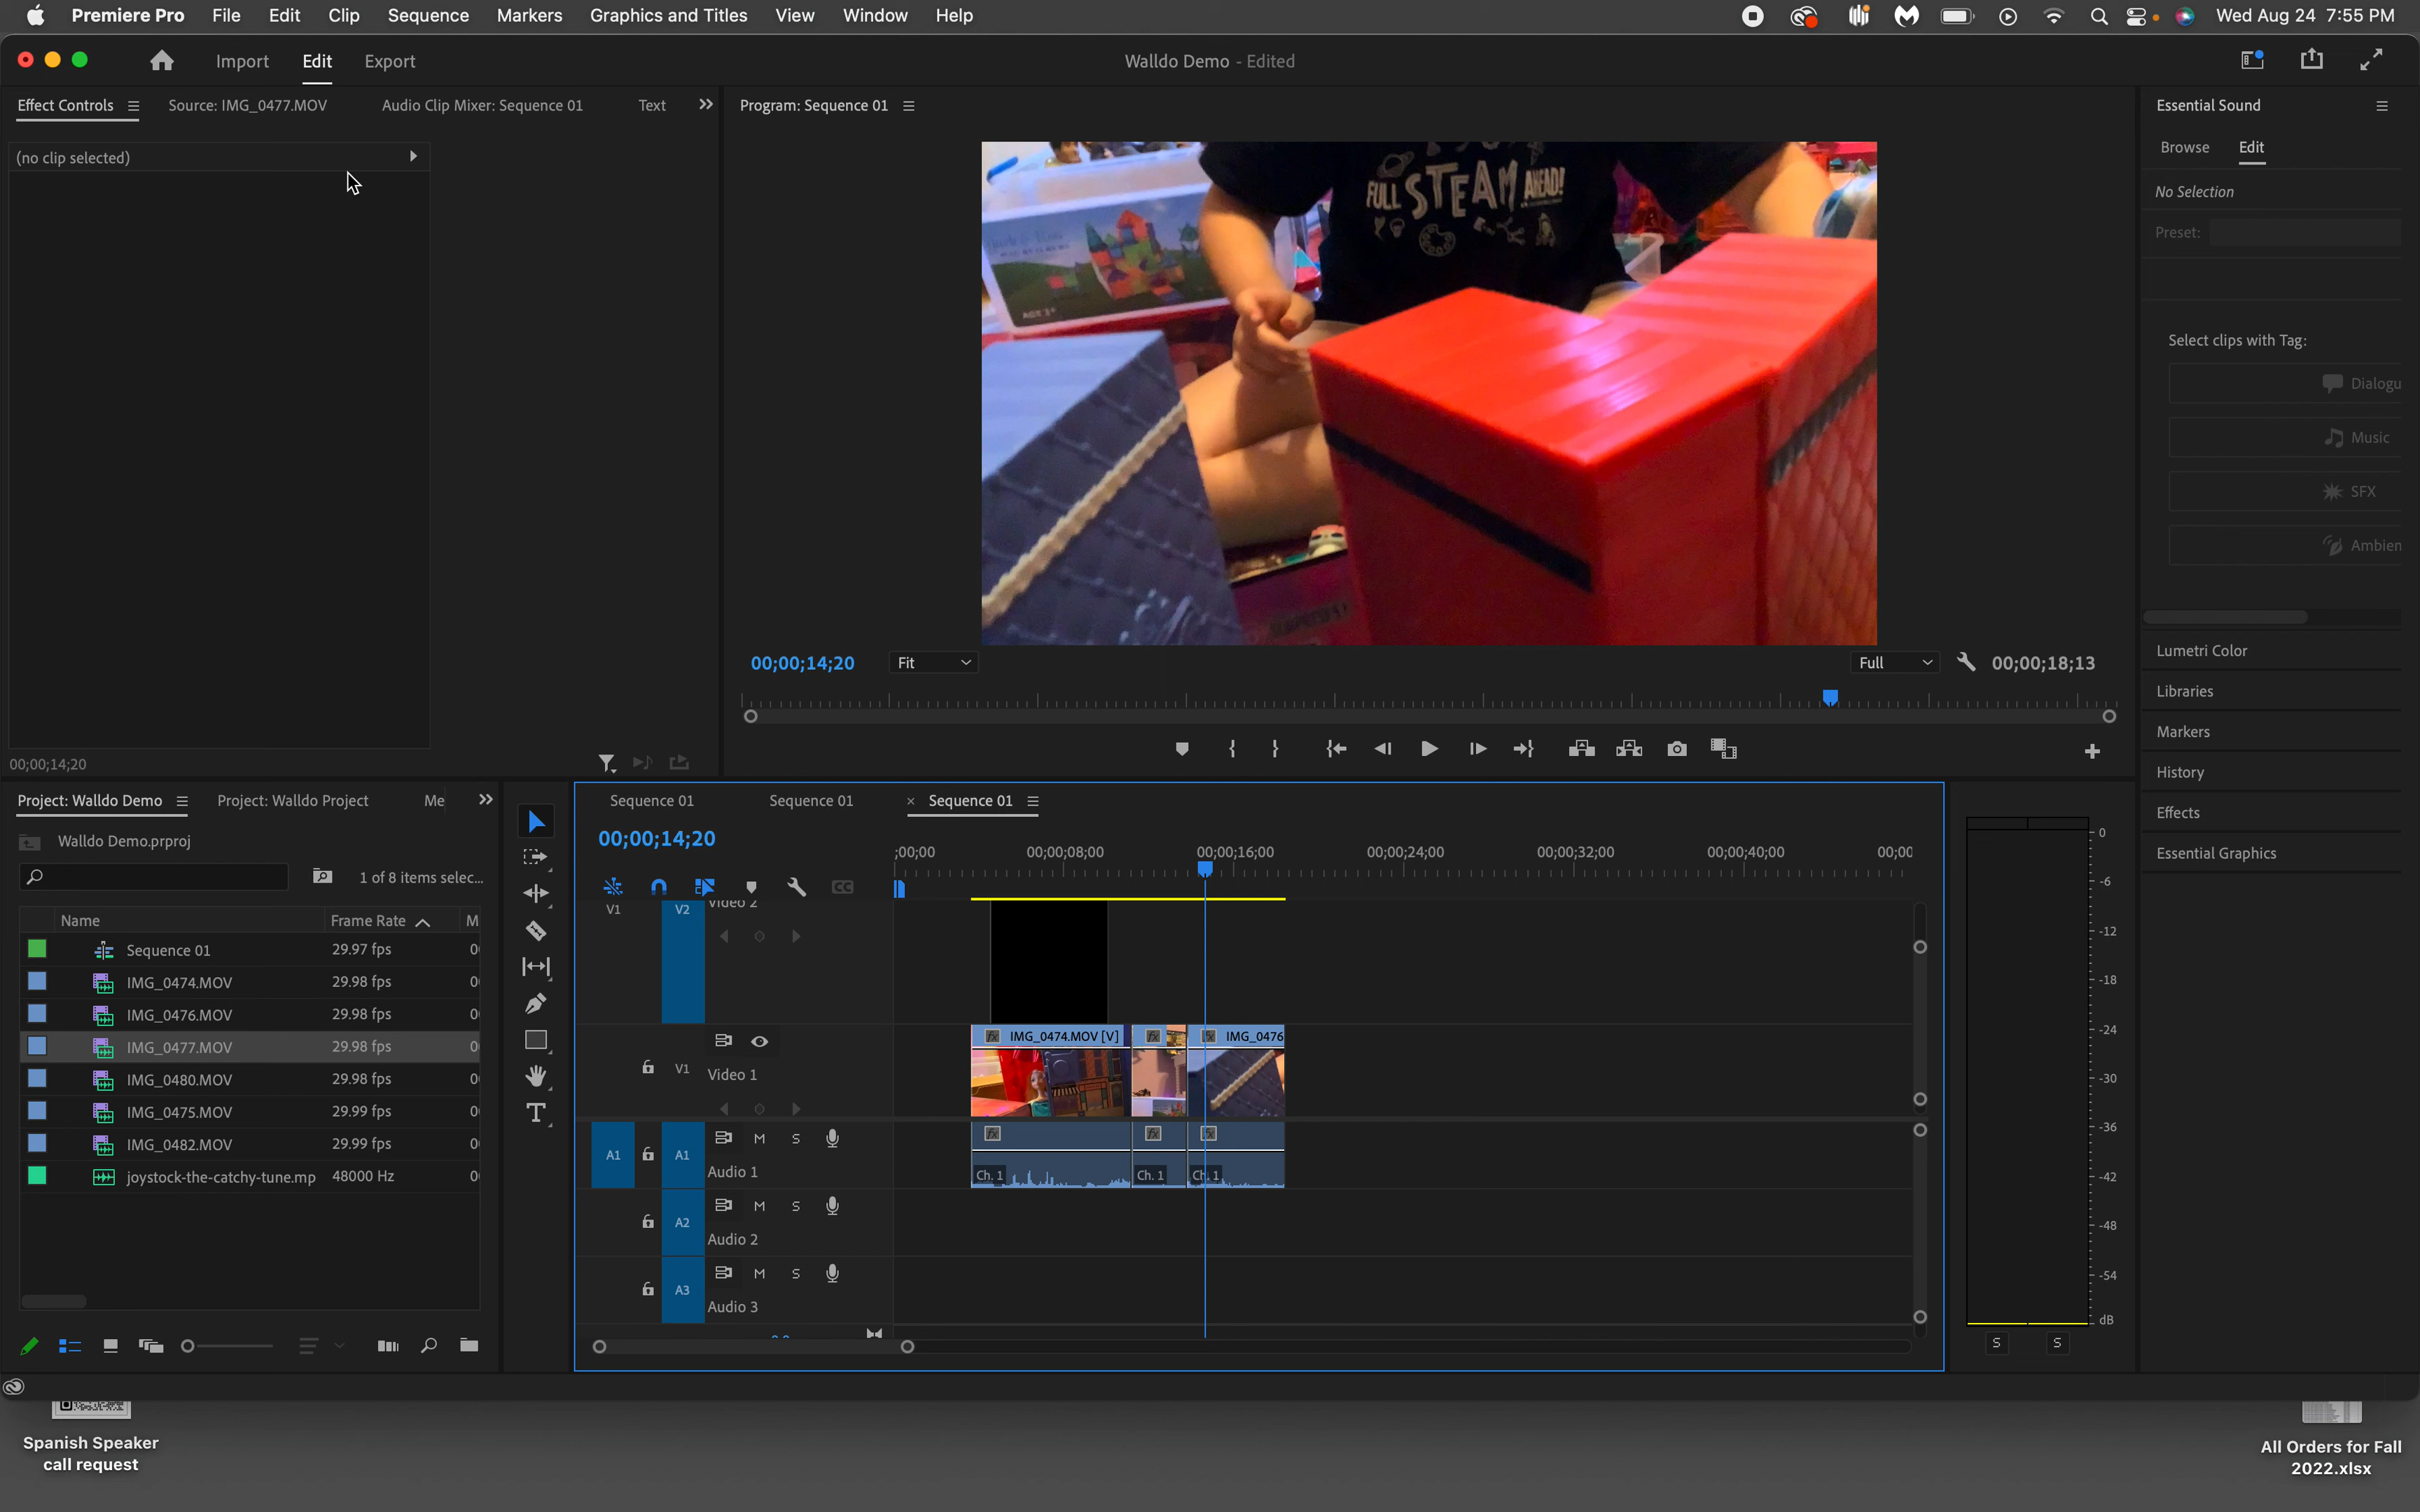 Premiere Pro File Edit Clip Sequence Markers Graphics and Titles View Window Help Wed Aug 24 7:55 PM
Import Edit Export Walldo Demo - Edited
Effect Controls Source: IMG_0477.MOV Audio Clip Mixer: Sequence 01 Text Program: Sequence 01 Essential Sound
Browse Edit
(no clip selected)
No Selection
Preset:
FULL STEAM AHEAD!
AGE 3+
Select clips with Tag:
Dialogu
Music
SFX
Ambien
00;00;14;20 Fit Full 00;00;18;13
Lumetri Color
Libraries
Markers
History
Effects
Essential Graphics
00;00;14;20
Project: Walldo Demo Project: Walldo Project Me
Walldo Demo.prproj
1 of 8 items selec...
Name Frame Rate M
Sequence 01 29.97 fps 0
IMG_0474.MOV 29.98 fps 0
IMG_0476.MOV 29.98 fps 0
IMG_0477.MOV 29.98 fps 0
IMG_0480.MOV 29.98 fps 0
IMG_0475.MOV 29.99 fps 0
IMG_0482.MOV 29.99 fps 0
joystock-the-catchy-tune.mp 48000 Hz 0
T
Sequence 01 Sequence 01 × Sequence 01
00;00;14;20
;00;00 00;00;08;00 00;00;16;00 00;00;24;00 00;00;32;00 00;00;40;00 00;00
CC
V1 V2 Video 2
fx IMG_0474.MOV [V] fx fx IMG_0476
V1 Video 1
A1 A1 M S fx fx fx
Audio 1 Ch. 1 Ch. 1 Ch. 1
A2 M S
Audio 2
A3 M S
Audio 3
0
-6
-12
-18
-24
-30
-36
-42
-48
-54
dB
S S
Spanish Speaker
call request
All Orders for Fall
2022.xlsx